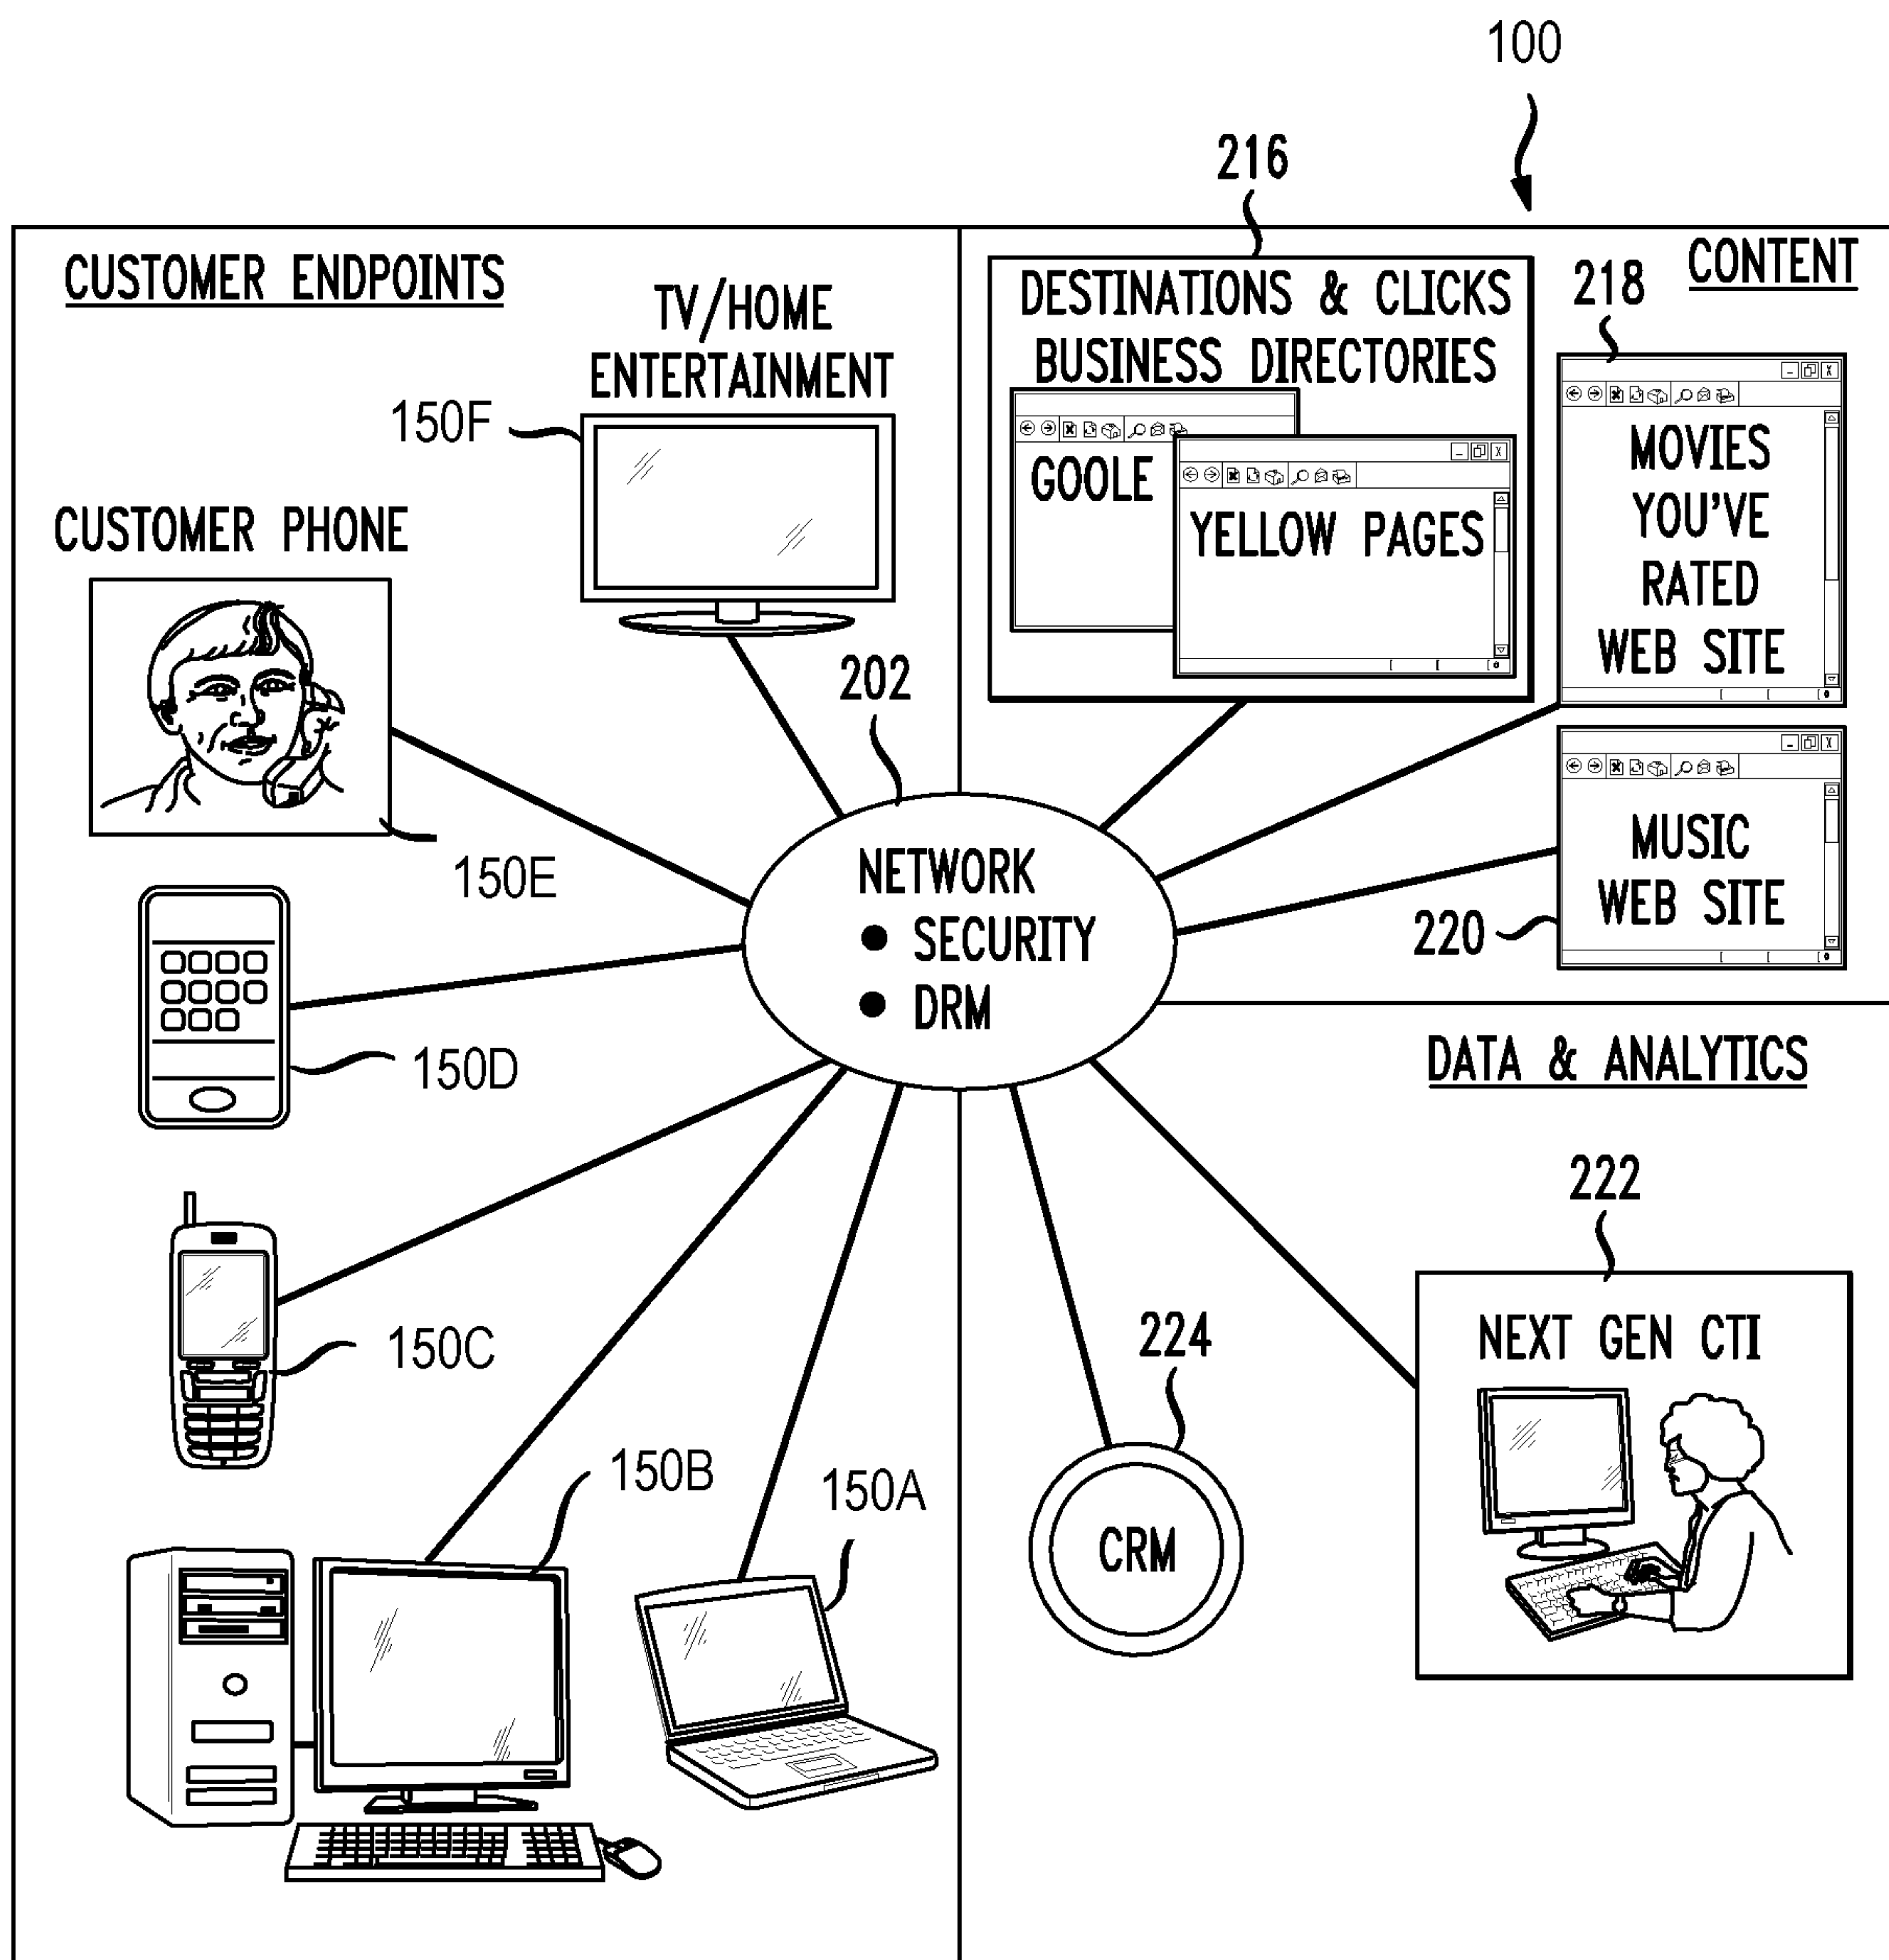 100
216
CUSTOMER ENDPOINTS
TV/HOME
ENTERTAINMENT
150F
CUSTOMER PHONE
150E
150D
150C
150B
150A
202
NETWORK
• SECURITY
• DRM
CONTENT
DESTINATIONS & CLICKS
BUSINESS DIRECTORIES
GOOLE
YELLOW PAGES
218
MOVIES
YOU'VE
RATED
WEB SITE
MUSIC
WEB SITE
220
DATA & ANALYTICS
222
NEXT GEN CTI
224
CRM